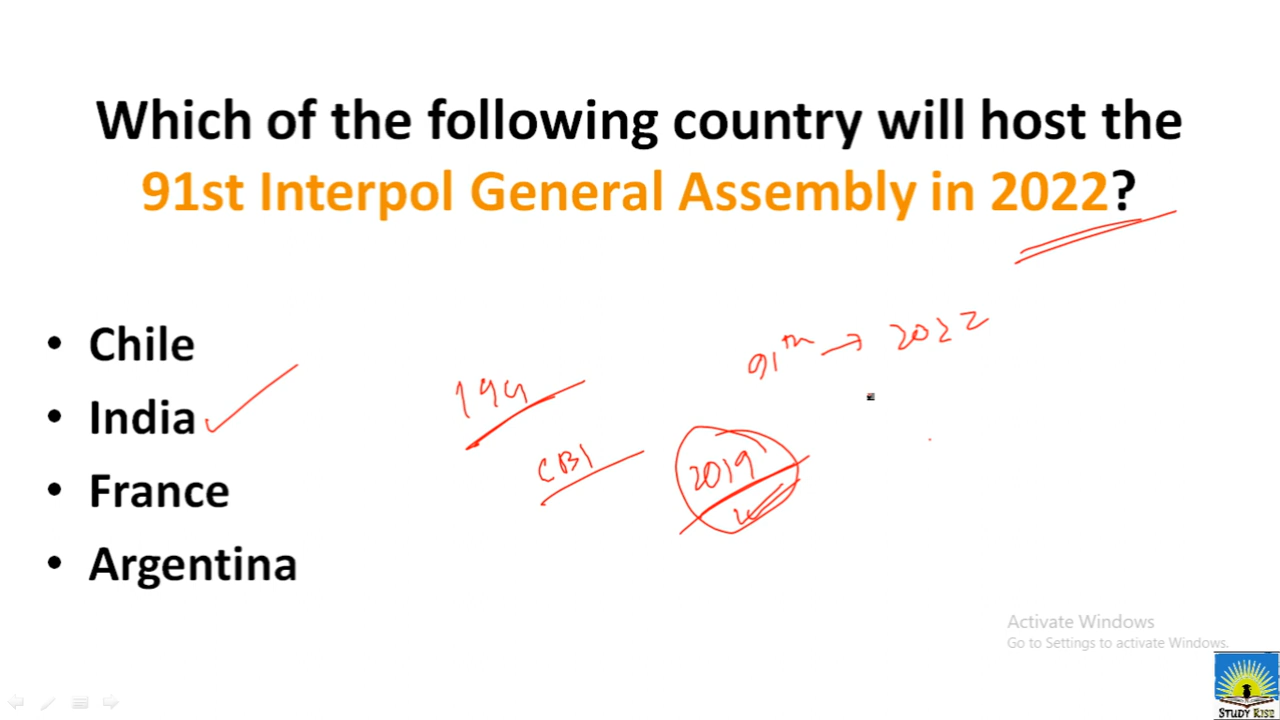 Which of the following country will host the
91st Interpol General Assembly in 2022?
• Chile
• India
• France
• Argentina
91th → 2022
194
CBI
2019
Activate Windows
Go to Settings to activate Windows.
STUDY RISE